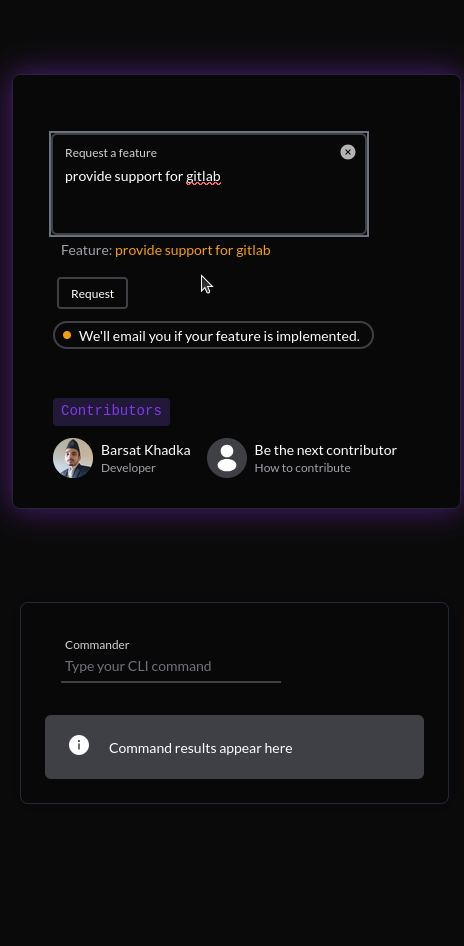 Request a feature
provide support for gitlab
Feature: provide support for gitlab
Request
We'll email you if your feature is implemented.
Contributors
Barsat Khadka
Developer
Be the next contributor
How to contribute
Commander
Type your CLI command
Command results appear here